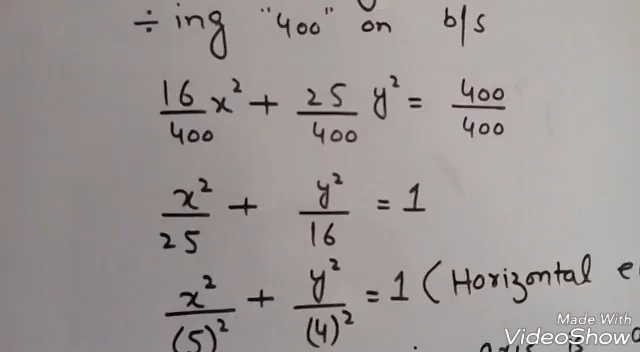 ÷ing "400" on b/s
16/400 x² + 25/400 y² = 400/400
x²/25 + y²/16 = 1
x²/(5)² + y²/(4)² = 1 (Horizontal
Made With
VideoShow